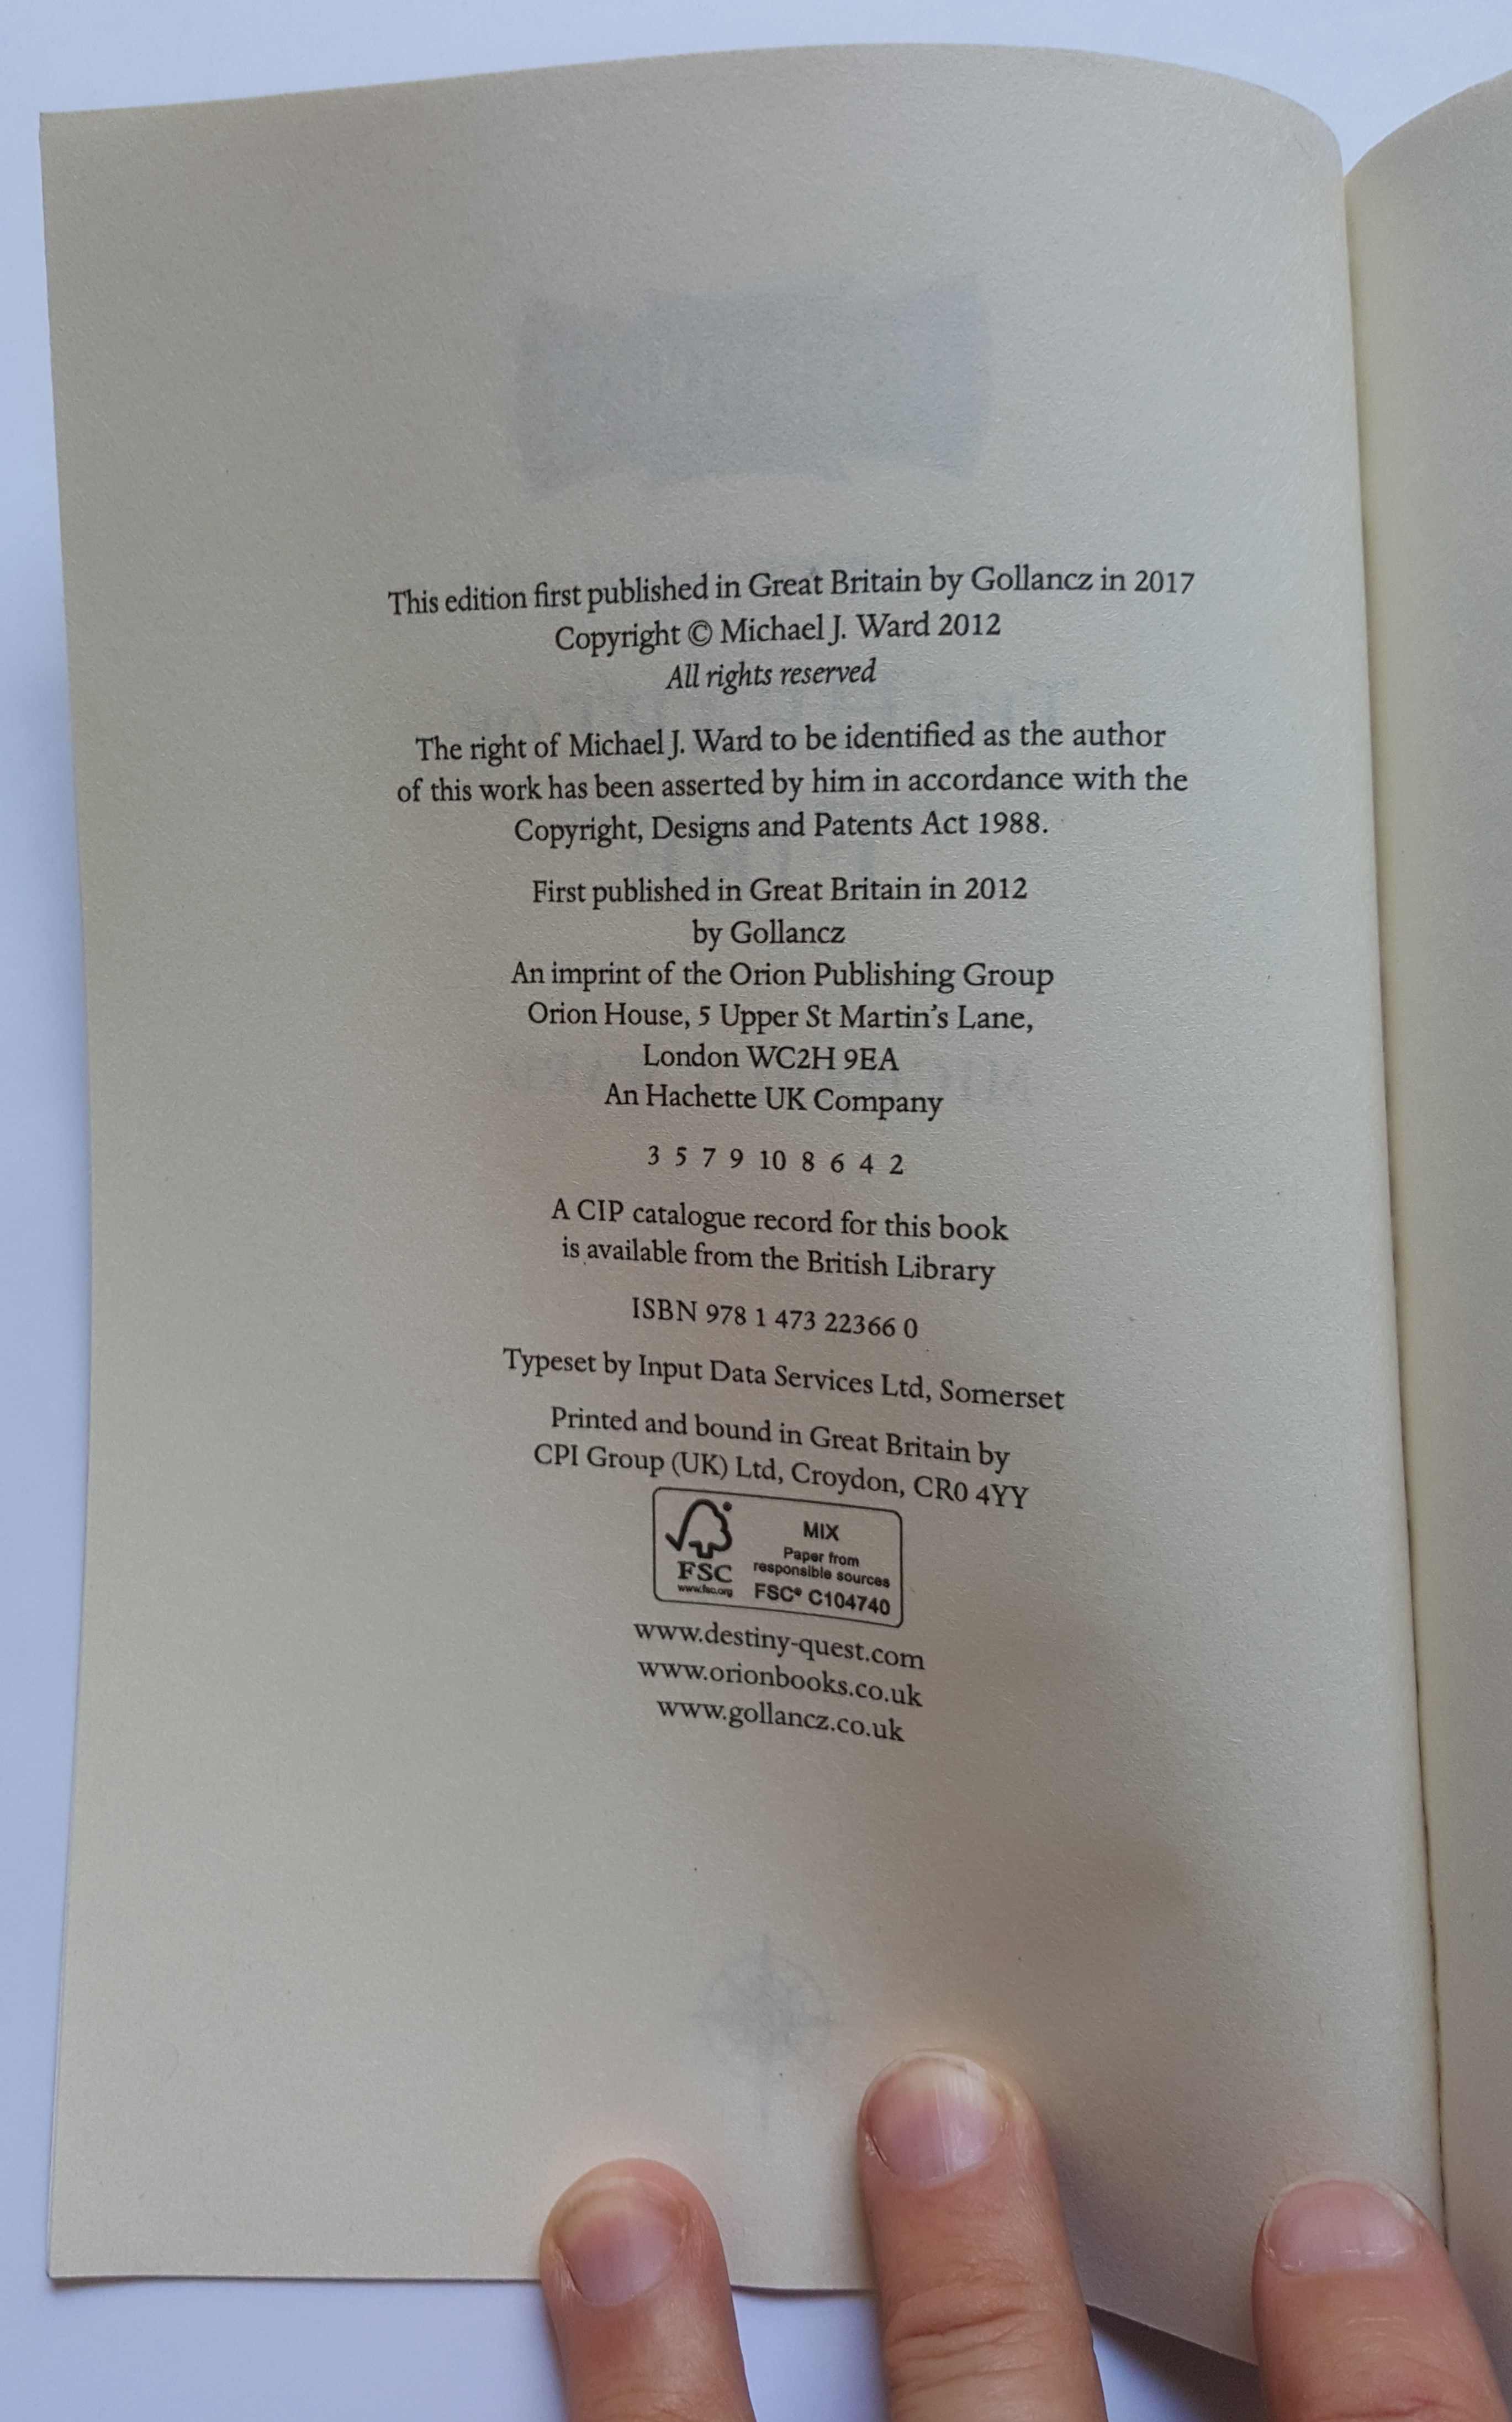 This edition first published in Great Britain by Gollancz in 2017
Copyright © Michael J. Ward 2012
All rights reserved
The right of Michael J. Ward to be identified as the author
of this work has been asserted by him in accordance with the
Copyright, Designs and Patents Act 1988.
First published in Great Britain in 2012
by Gollancz
An imprint of the Orion Publishing Group
Orion House, 5 Upper St Martin's Lane,
London WC2H 9EA
An Hachette UK Company
3 5 7 9 10 8 6 4 2
A CIP catalogue record for this book
is available from the British Library
ISBN 978 1 473 22366 0
Typeset by Input Data Services Ltd, Somerset
Printed and bound in Great Britain by
CPI Group (UK) Ltd, Croydon, CR0 4YY
FSC
www.fsc.org
MIX
Paper from
responsible sources
FSC® C104740
www.destiny-quest.com
www.orionbooks.co.uk
www.gollancz.co.uk